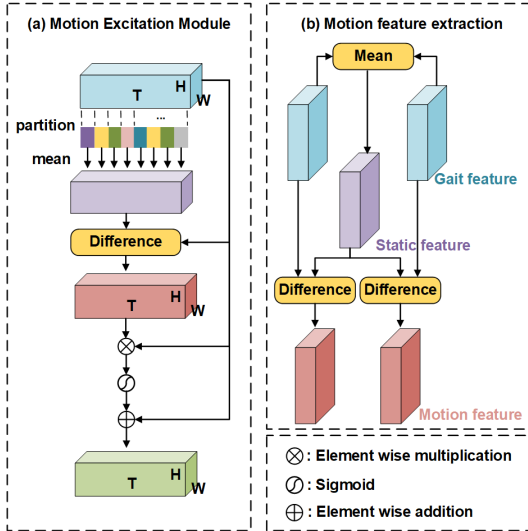 (a) Motion Excitation Module
H
T
W
partition
...
mean
Difference
H
T
W
H
T
W
(b) Motion feature extraction
Mean
Gait feature
Static feature
Difference
Difference
Motion feature
: Element wise multiplication
: Sigmoid
: Element wise addition